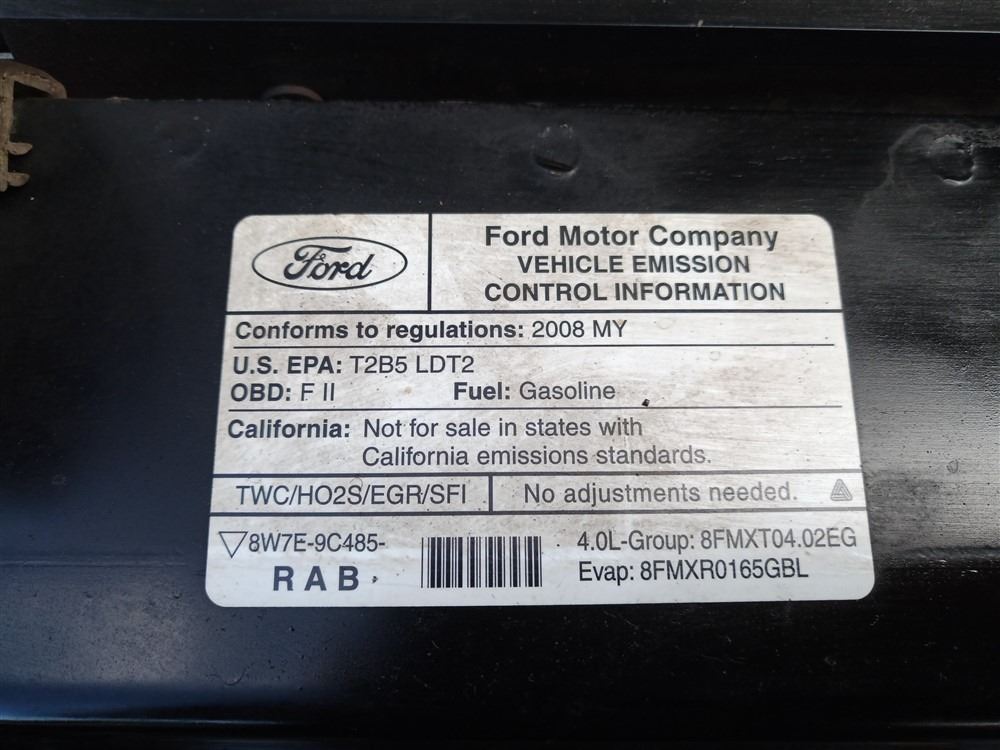 Ford
Ford Motor Company
VEHICLE EMISSION
CONTROL INFORMATION
Conforms to regulations: 2008 MY
U.S. EPA: T2B5 LDT2
OBD: F II Fuel: Gasoline
California: Not for sale in states with
California emissions standards.
TWC/HO2S/EGR/SFI No adjustments needed.
8W7E-9C485-
RAB
4.0L-Group: 8FMXT04.02EG
Evap: 8FMXR0165GBL